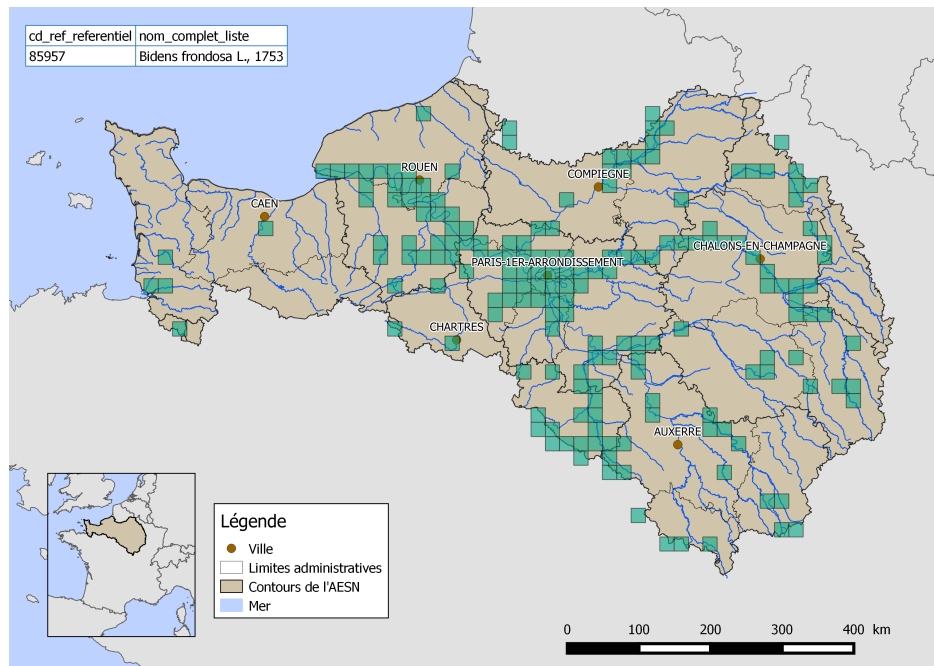 cd_ref_referentiel nom_complet_liste
85957 Bidens frondosa L., 1753
ROUEN
COMPIEGNE
CAEN
CHALONS-EN-CHAMPAGNE
PARIS-1ER-ARRONDISSEMENT
CHARTRES
AUXERRE
Légende
Ville
Limites administratives
Contours de l'AESN
Mer
0 100 200 300 400 km